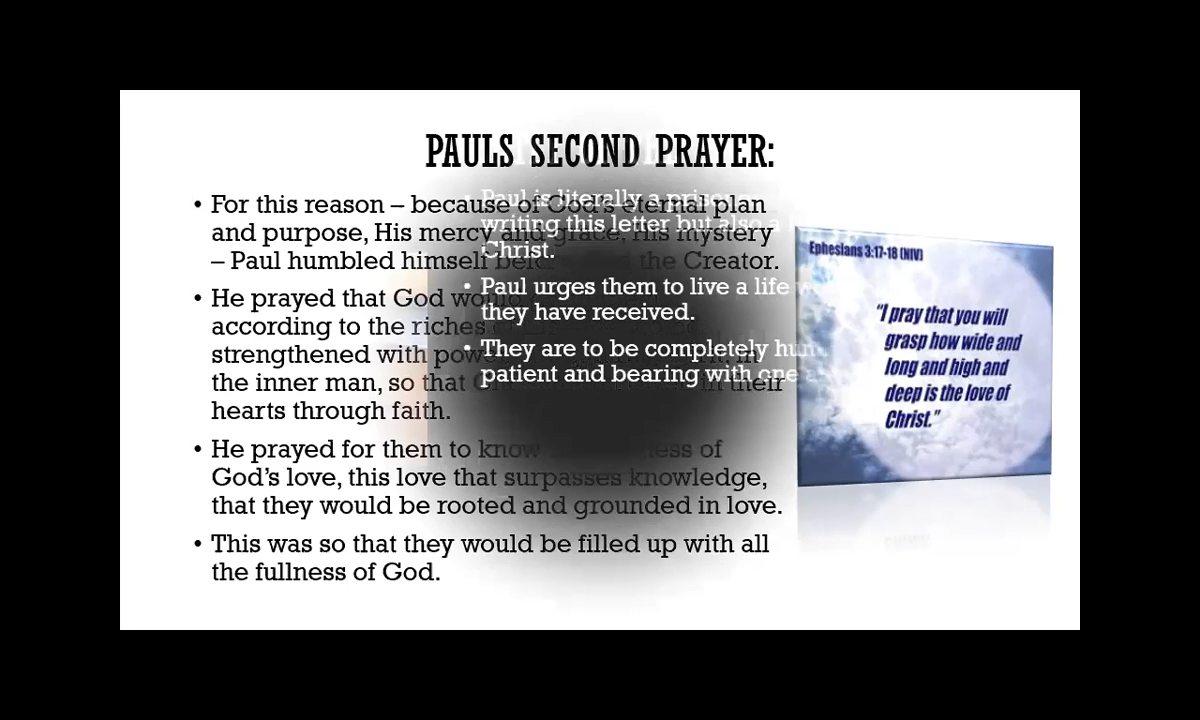 PAULS SECOND PRAYER:
• For this reason – because of God's eternal plan
and purpose, His mercy and grace, His mystery
– Paul humbled himself the Creator.
• He prayed that God would
according to the riches
strengthened with power in
the inner man, so that in their
hearts through faith.
• He prayed for them to know of
God's love, this love that surpasses knowledge,
that they would be rooted and grounded in love.
• This was so that they would be filled up with all
the fullness of God.
• Paul is literally a
writing this letter but also a
Christ.
• Paul urges them to live a life
they have received.
• They are to be completely
patient and bearing with one
Ephesians 3:17-18 (NIV)
"I pray that you will
grasp how wide and
long and high and
deep is the love of
Christ."